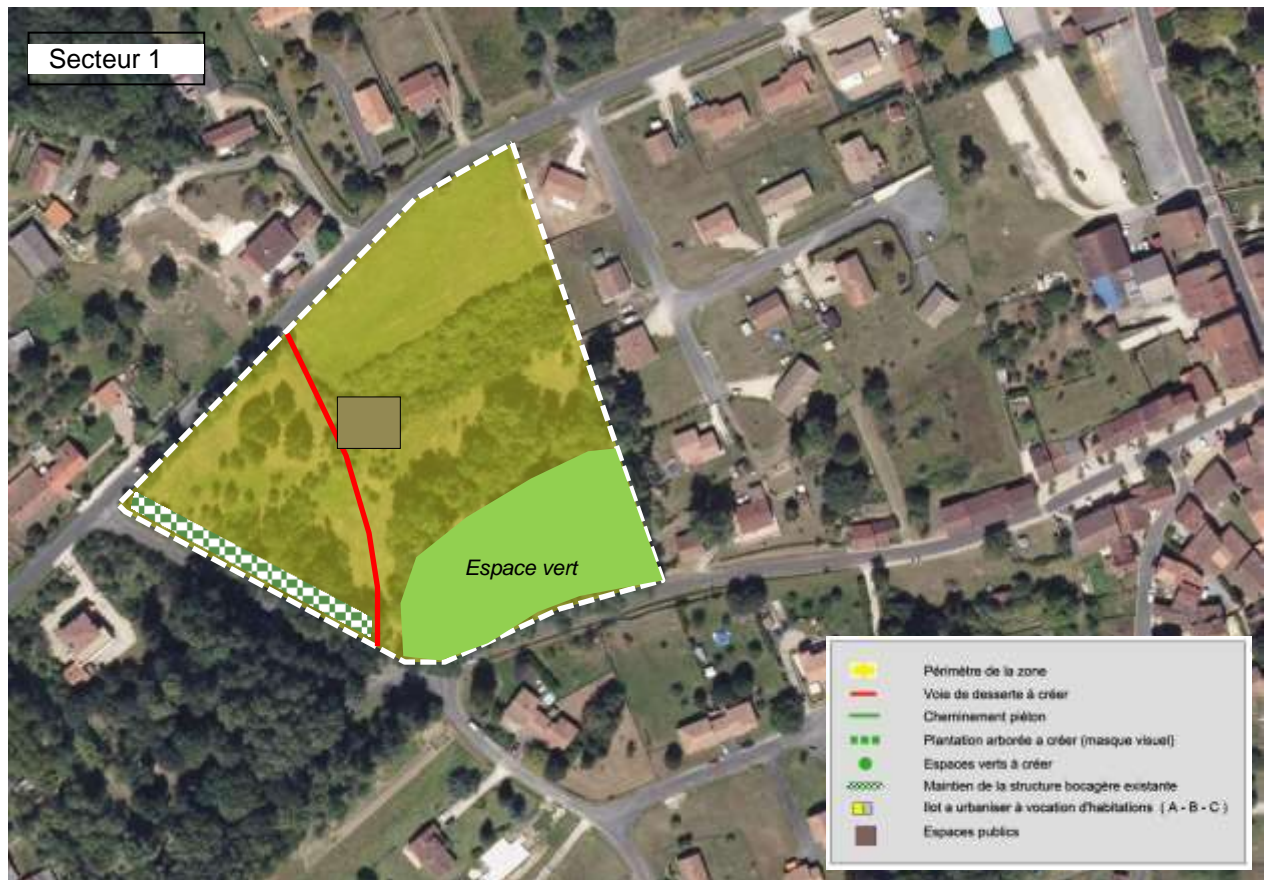 Secteur 1
Espace vert
Périmètre de la zone
Voie de desserte à créer
Cheminement piéton
Plantation arborée a créer (masque visuel)
Espaces verts à créer
Maintien de la structure bocagère existante
Ilot a urbaniser à vocation d'habitations ( A - B - C )
Espaces publics